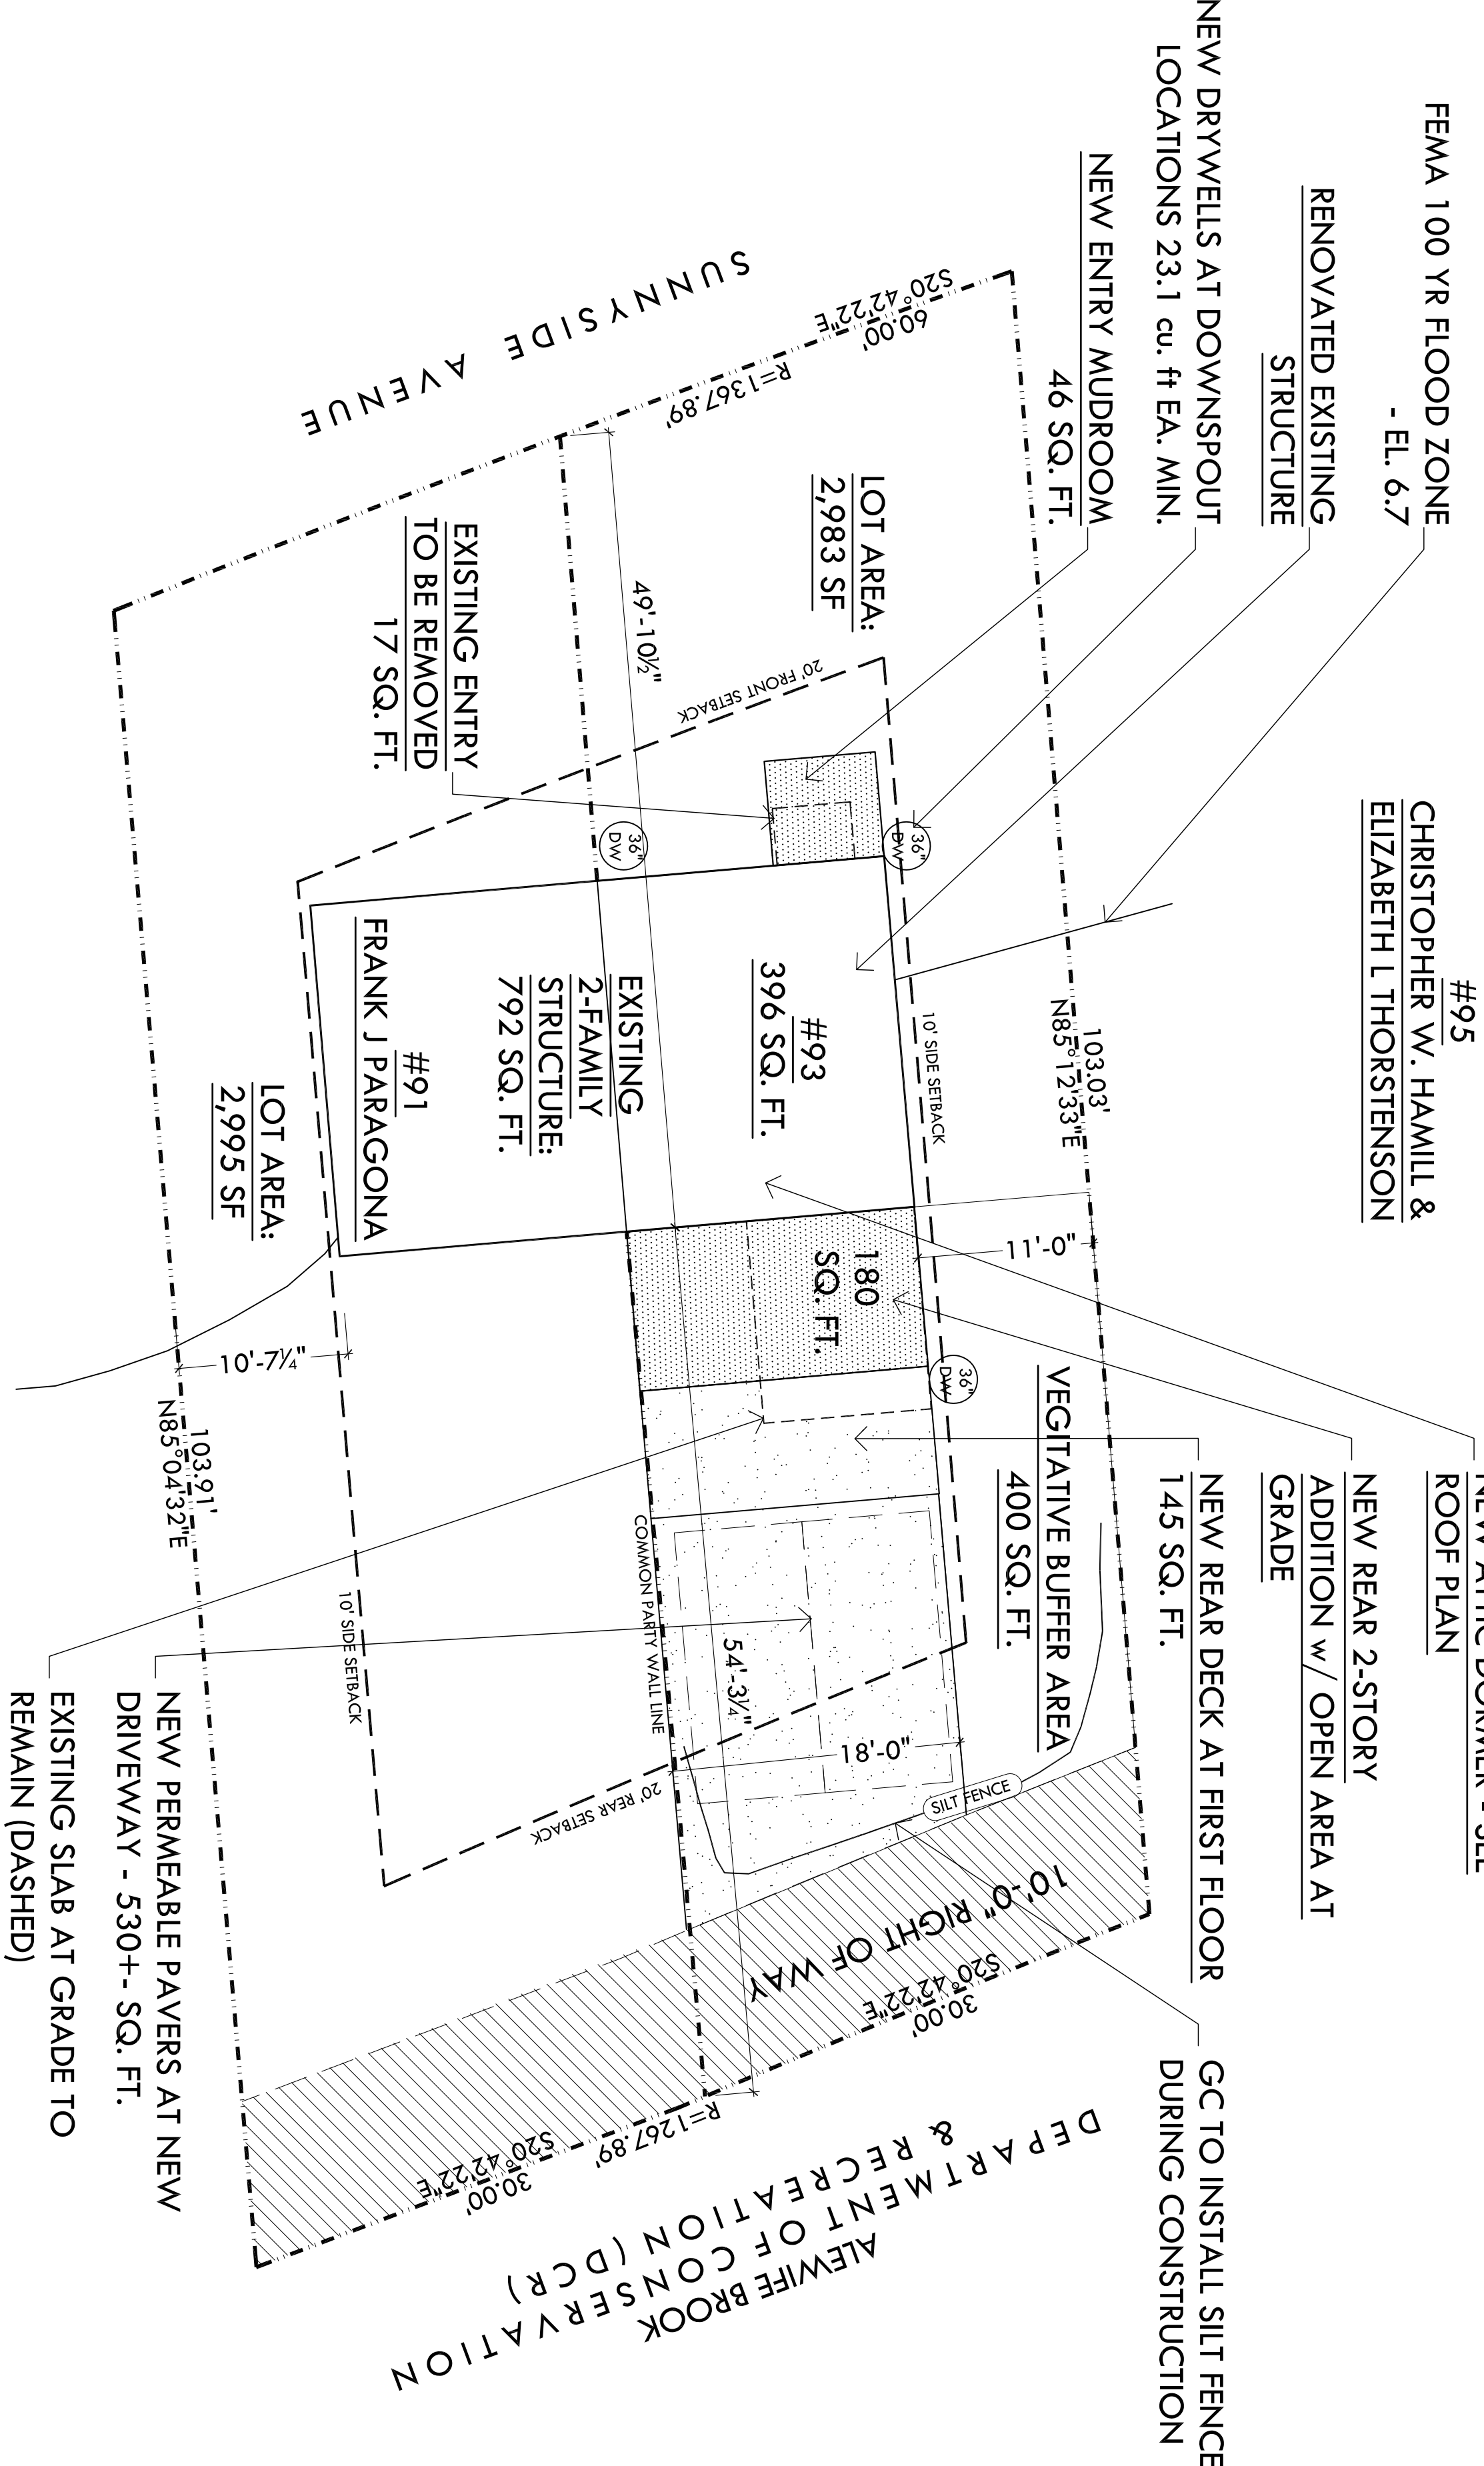 FEMA 100 YR FLOOD ZONE
- EL. 6.7
RENOVATED EXISTING
STRUCTURE
NEW DRYWELLS AT DOWNSPOUT
LOCATIONS 23.1 cu. ft EA. MIN.
NEW ENTRY MUDROOM
46 SQ. FT.
#95
CHRISTOPHER W. HAMILL &
ELIZABETH L THORSTENSON
ROOF PLAN
NEW REAR 2-STORY
ADDITION w/ OPEN AREA AT
GRADE
NEW REAR DECK AT FIRST FLOOR
145 SQ. FT.
GC TO INSTALL SILT FENCE
DURING CONSTRUCTION
SUNNYSIDE AVENUE
S20°42'22"E
60.00'
R=1367.89'
103.03'
N85°12'33"E
LOT AREA:
2,983 SF
20' FRONT SETBACK
10' SIDE SETBACK
49'-10½"
EXISTING ENTRY
TO BE REMOVED
17 SQ. FT.
36"
DW
36"
DW
36"
DW
#93
396 SQ. FT.
EXISTING
2-FAMILY
STRUCTURE:
792 SQ. FT.
#91
FRANK J PARAGONA
LOT AREA:
2,995 SF
180
SQ. FT.
11'-0"
10'-7¼"
VEGITATIVE BUFFER AREA
400 SQ. FT.
COMMON PARTY WALL LINE
54'-3¼"
18'-0"
SILT FENCE
20' REAR SETBACK
10' SIDE SETBACK
103.91'
N85°04'32"E
10'-0" RIGHT OF WAY
S20°42'22"E
30.00'
R=1267.89'
S20°42'22"E
30.00'
DEPARTMENT OF CONSERVATION
& RECREATION (DCR)
ALEWIFE BROOK
NEW PERMEABLE PAVERS AT NEW
DRIVEWAY - 530+- SQ. FT.
EXISTING SLAB AT GRADE TO
REMAIN (DASHED)